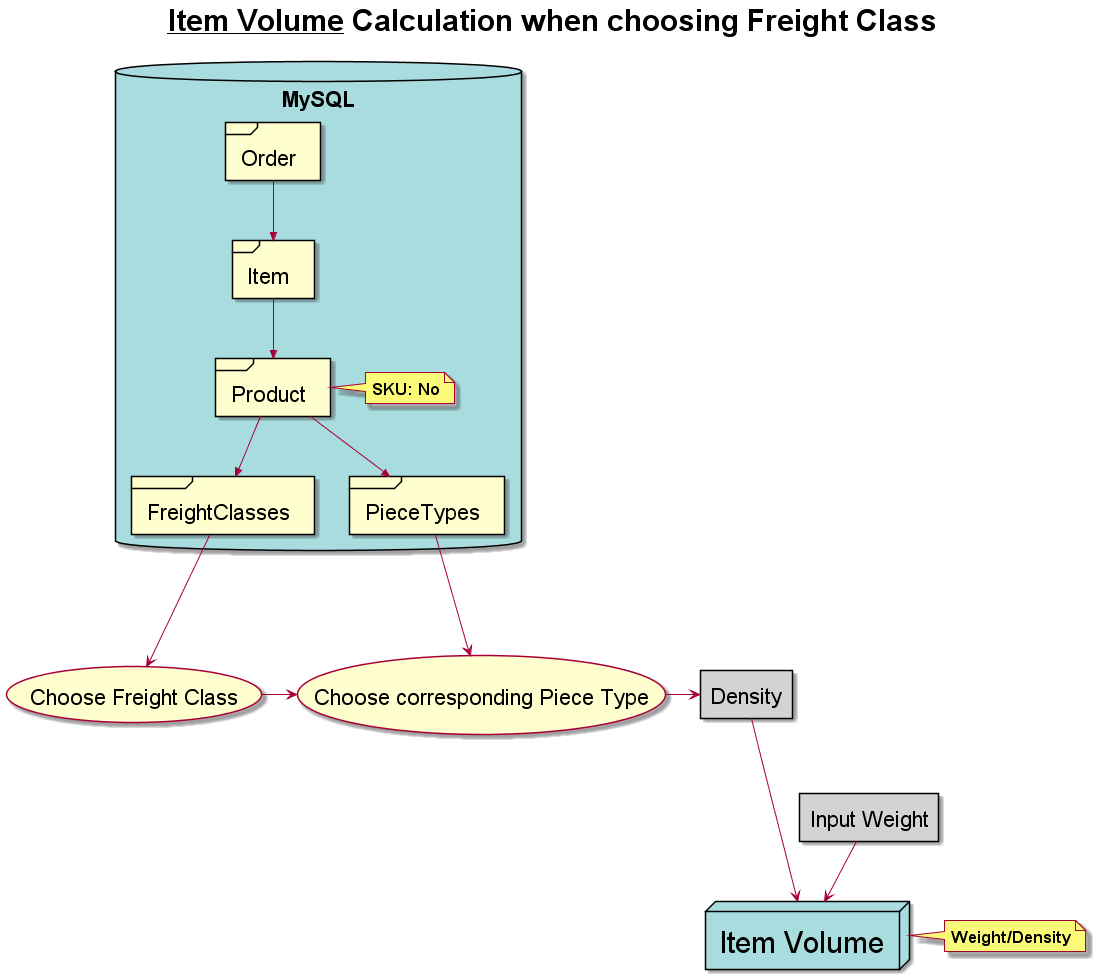 Item Volume Calculation when choosing Freight Class
MySQL
Order
Item
Product
SKU: No
FreightClasses
PieceTypes
Choose Freight Class
Choose corresponding Piece Type
Density
Input Weight
Item Volume
Weight/Density